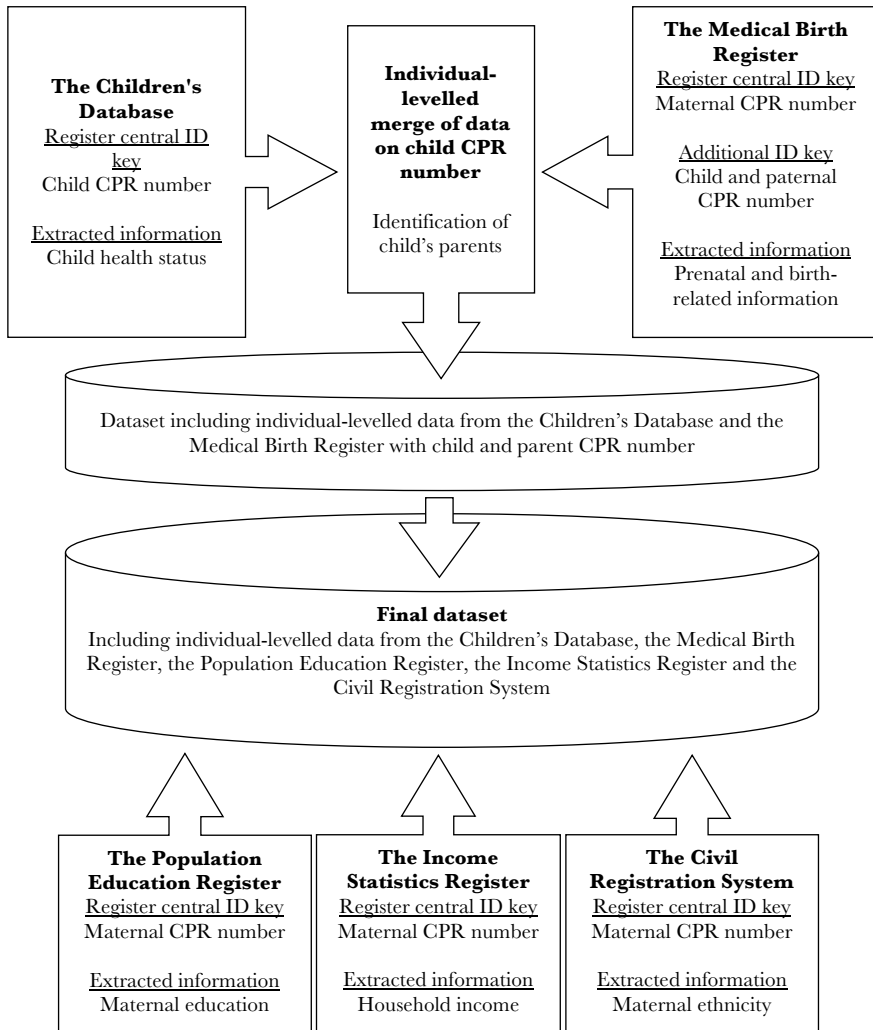 The Children's
Database
Register central ID
key
Child CPR number
Extracted information
Child health status
Individual-
levelled
merge of data
on child CPR
number
Identification of
child’s parents
The Medical Birth
Register
Register central ID key
Maternal CPR number
Additional ID key
Child and paternal
CPR number
Extracted information
Prenatal and birth-
related information
Dataset including individual-levelled data from the Children’s Database and the
Medical Birth Register with child and parent CPR number
Final dataset
Including individual-levelled data from the Children’s Database, the Medical Birth
Register, the Population Education Register, the Income Statistics Register and the
Civil Registration System
The Population
Education Register
Register central ID key
Maternal CPR number
Extracted information
Maternal education
The Income
Statistics Register
Register central ID key
Maternal CPR number
Extracted information
Household income
The Civil
Registration System
Register central ID key
Maternal CPR number
Extracted information
Maternal ethnicity